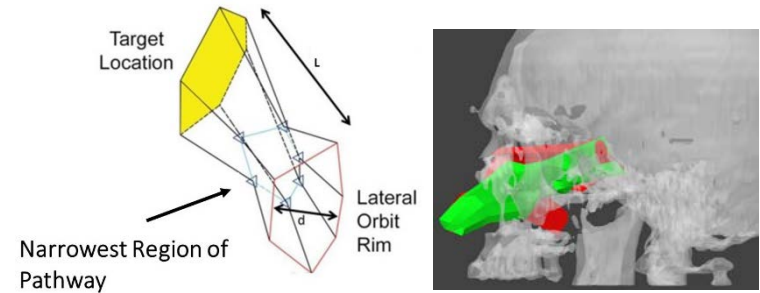 Target
Location
L
Lateral
Orbit
Rim
d
Narrowest Region of
Pathway